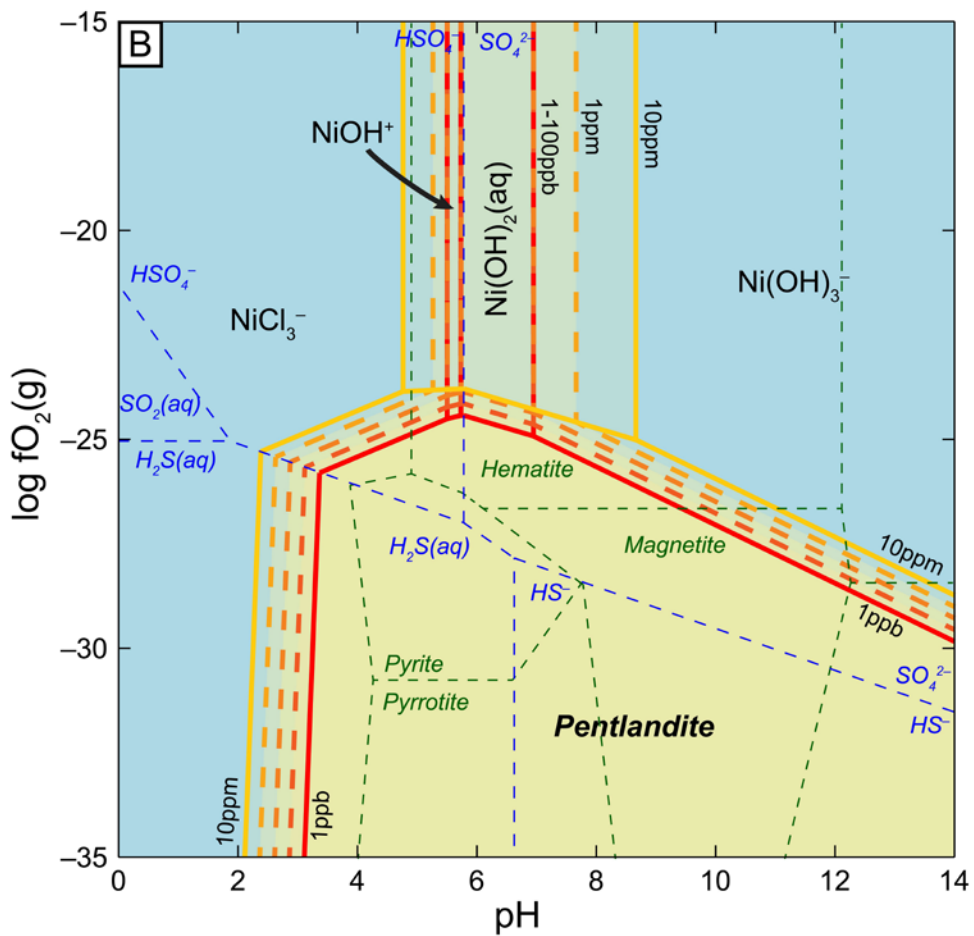 B
–15
–20
–25
–30
–35
log fO₂(g)
0
2
4
6
8
10
12
14
pH
HSO₄⁻
SO₄²⁻
NiOH⁺
Ni(OH)₂(aq)
1-100ppb
1ppm
10ppm
Ni(OH)₃⁻
HSO₄⁻
NiCl₃⁻
SO₂(aq)
H₂S(aq)
Hematite
Magnetite
H₂S(aq)
HS⁻
10ppm
1ppb
Pyrite
Pyrrotite
Pentlandite
SO₄²⁻
HS⁻
10ppm
1ppb